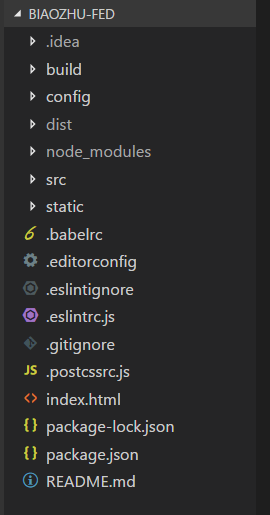 BIAOZHU-FED
.idea
build
config
dist
node_modules
src
static
.babelrc
.editorconfig
.eslintignore
.eslintrc.js
.gitignore
JS .postcssrc.js
index.html
package-lock.json
package.json
README.md